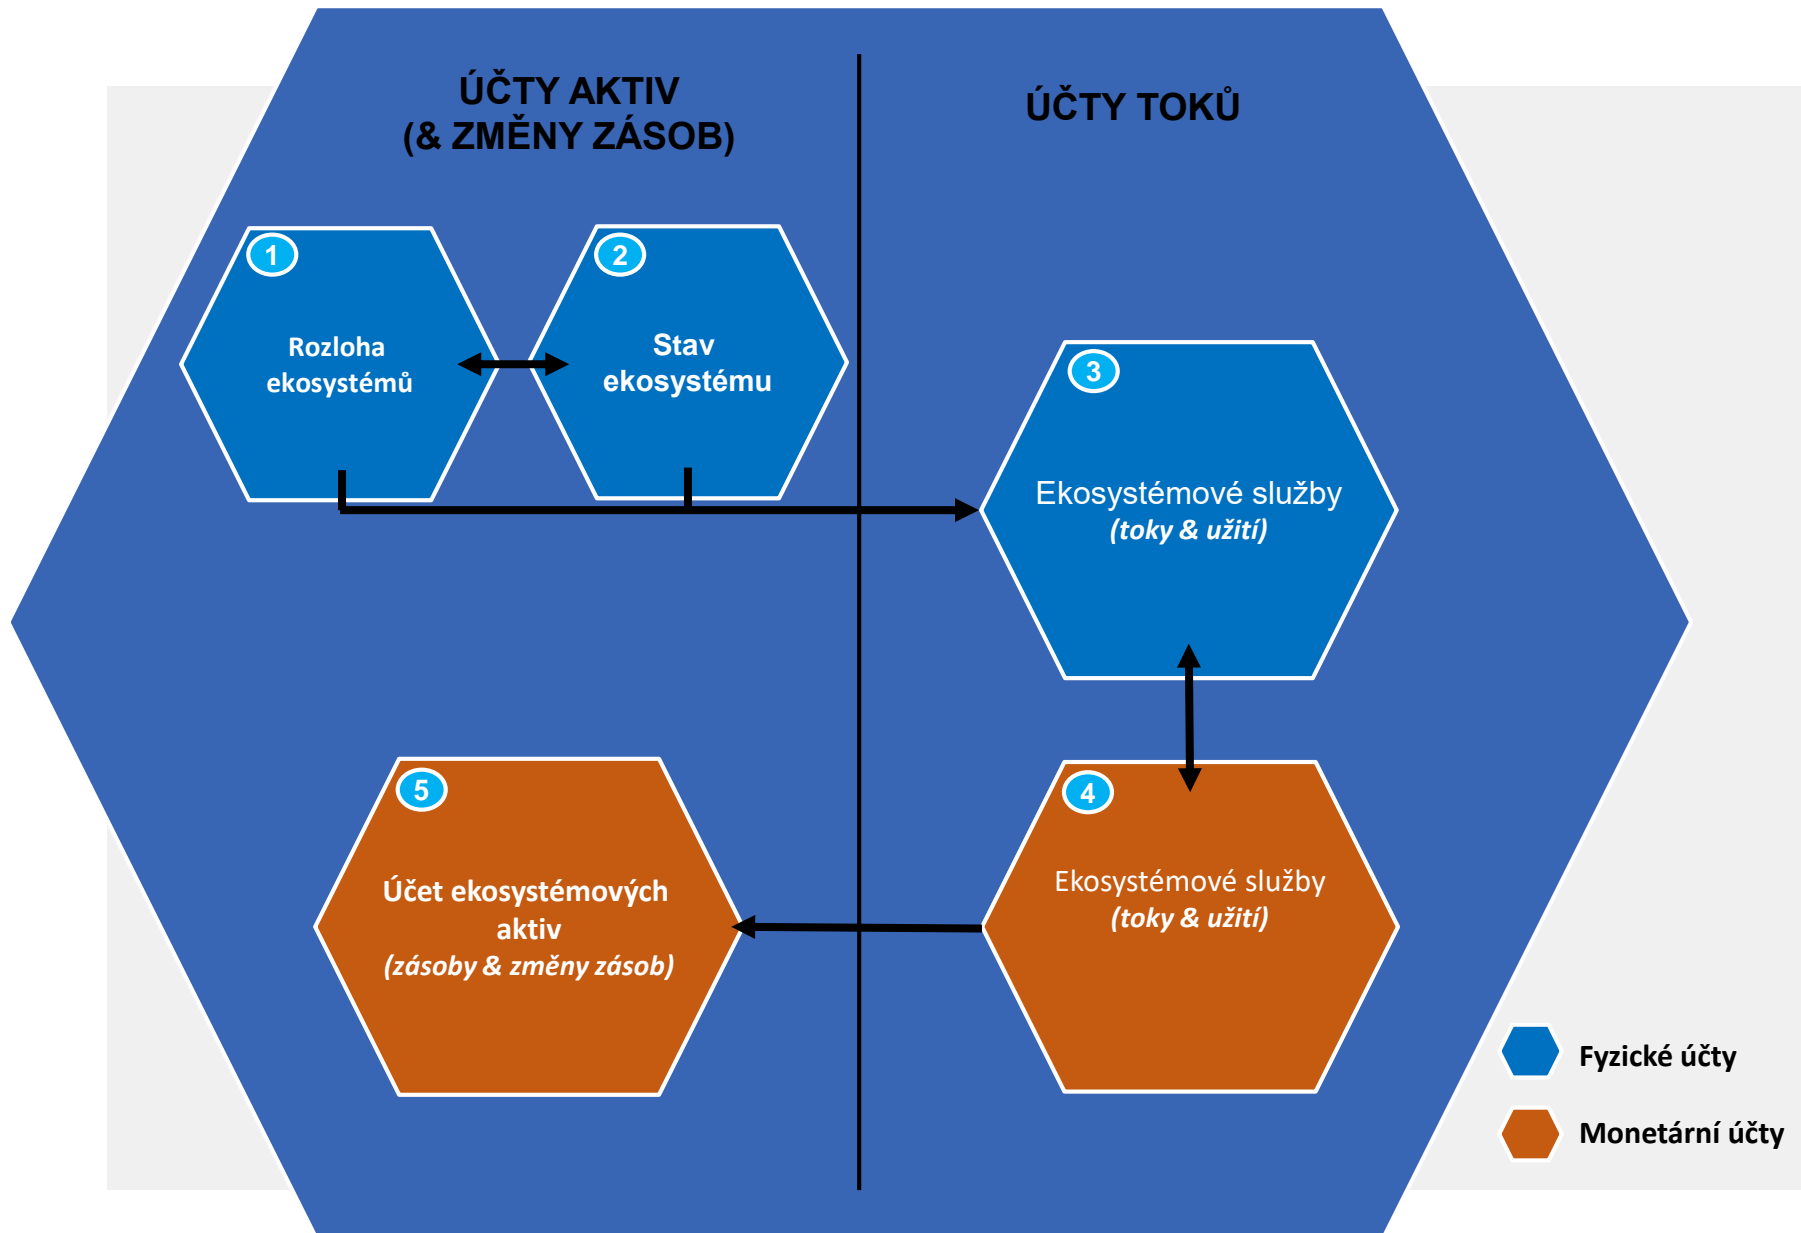 ÚČTY AKTIV
(& ZMĚNY ZÁSOB)
ÚČTY TOKŮ
1
Rozloha
ekosystémů
2
Stav
ekosystému
3
Ekosystémové služby
(toky & užití)
5
Účet ekosystémových
aktiv
(zásoby & změny zásob)
4
Ekosystémové služby
(toky & užití)
Fyzické účty
Monetární účty